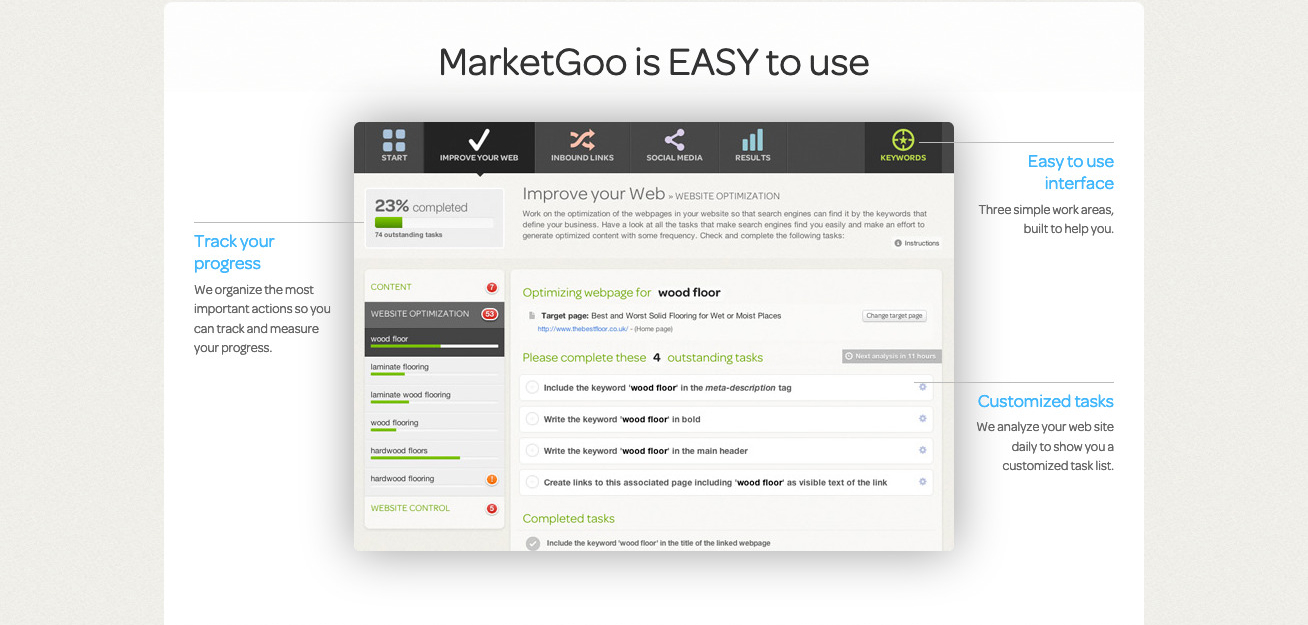 MarketGoo is EASY to use
START
IMPROVE YOUR WEB
INBOUND LINKS
SOCIAL MEDIA
RESULTS
KEYWORDS
Easy to use
interface
Three simple work areas,
built to help you.
Track your
progress
We organize the most
important actions so you
can track and measure
your progress.
23% completed
74 outstanding tasks
Improve your Web » WEBSITE OPTIMIZATION
Work on the optimization of the webpages in your website so that search engines can find it by the keywords that
define your business. Have a look at all the tasks that make search engines find you easily and make an effort to
generate optimized content with some frequency. Check and complete the following tasks:
Instructions
CONTENT 7
WEBSITE OPTIMIZATION 53
wood floor
laminate flooring
laminate wood flooring
wood flooring
hardwood floors
hardwood flooring !
WEBSITE CONTROL 5
Optimizing webpage for wood floor
Target page: Best and Worst Solid Flooring for Wet or Moist Places
Change target page
http://www.thebestfloor.co.uk/ - (Home page)
Please complete these 4 outstanding tasks
Next analysis in 11 hours
Include the keyword 'wood floor' in the meta-description tag
Write the keyword 'wood floor' in bold
Write the keyword 'wood floor' in the main header
Create links to this associated page including 'wood floor' as visible text of the link
Completed tasks
Include the keyword 'wood floor' in the title of the linked webpage
Customized tasks
We analyze your web site
daily to show you a
customized task list.